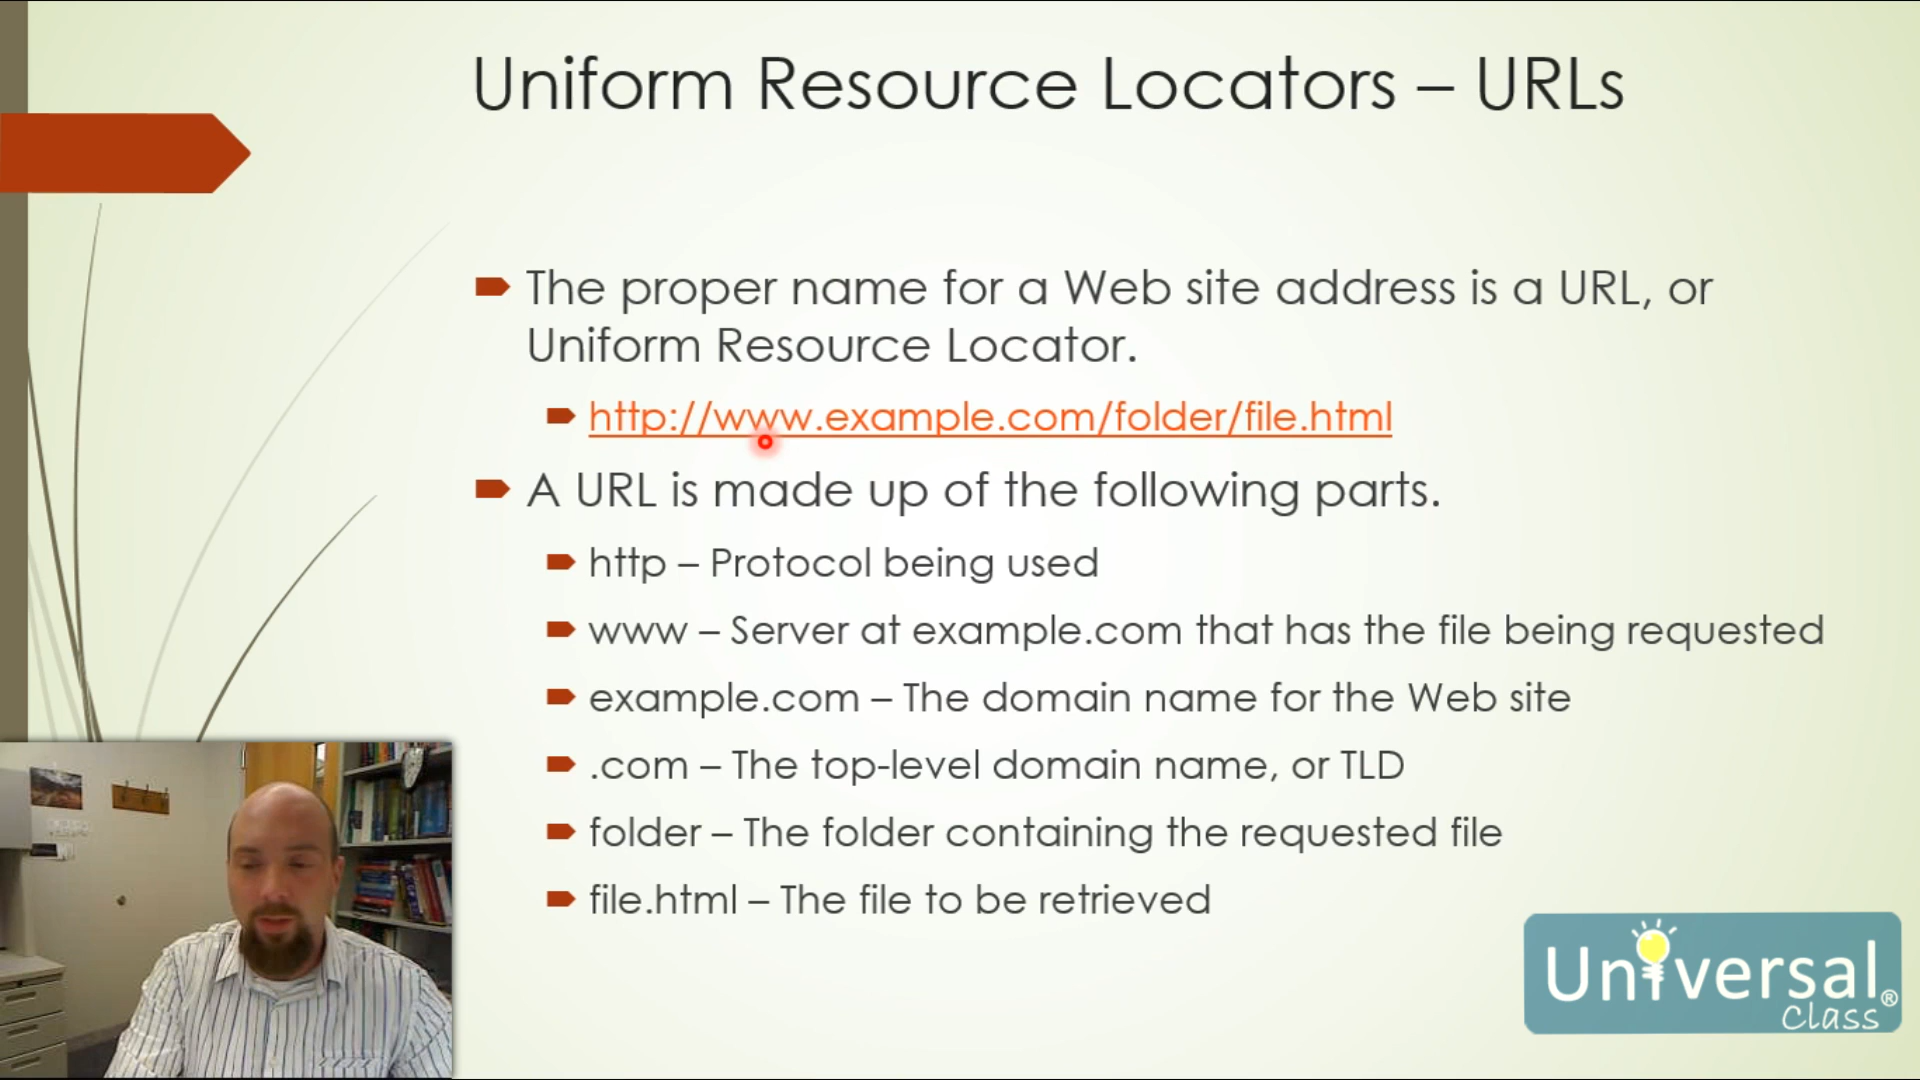 Uniform Resource Locators – URLs
The proper name for a Web site address is a URL, or
Uniform Resource Locator.
http://www.example.com/folder/file.html
A URL is made up of the following parts.
http – Protocol being used
www – Server at example.com that has the file being requested
example.com – The domain name for the Web site
.com – The top-level domain name, or TLD
folder – The folder containing the requested file
file.html – The file to be retrieved
Universal®
Class